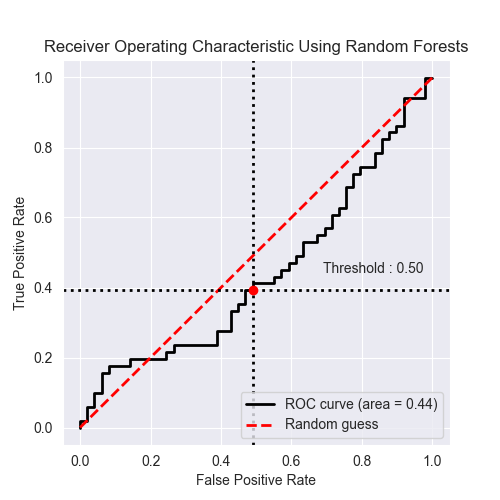 Receiver Operating Characteristic Using Random Forests
True Positive Rate
1.0
0.8
0.6
0.4
0.2
0.0
Threshold : 0.50
ROC curve (area = 0.44)
Random guess
0.0 0.2 0.4 0.6 0.8 1.0
False Positive Rate